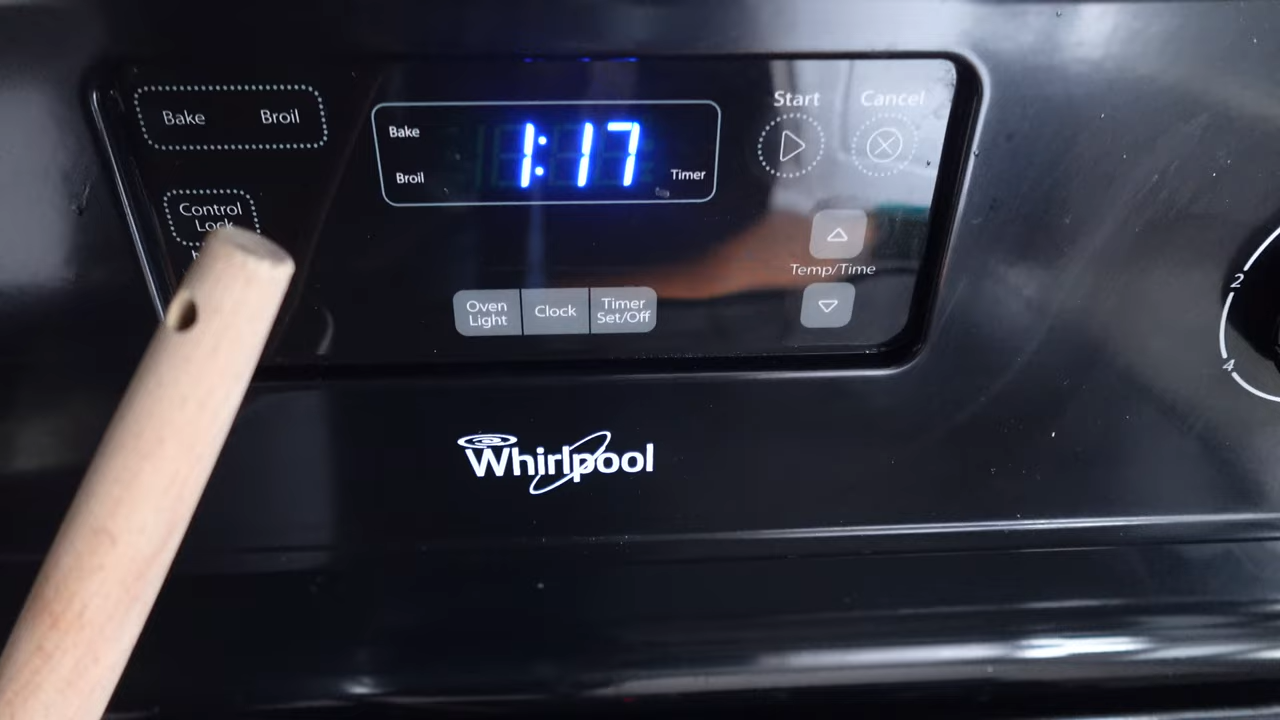 Bake Broil
Control
Lock
Bake
Broil
1:17
Timer
Start
Cancel
Temp/Time
Oven
Light
Clock
Timer
Set/Off
Whirlpool
2
4